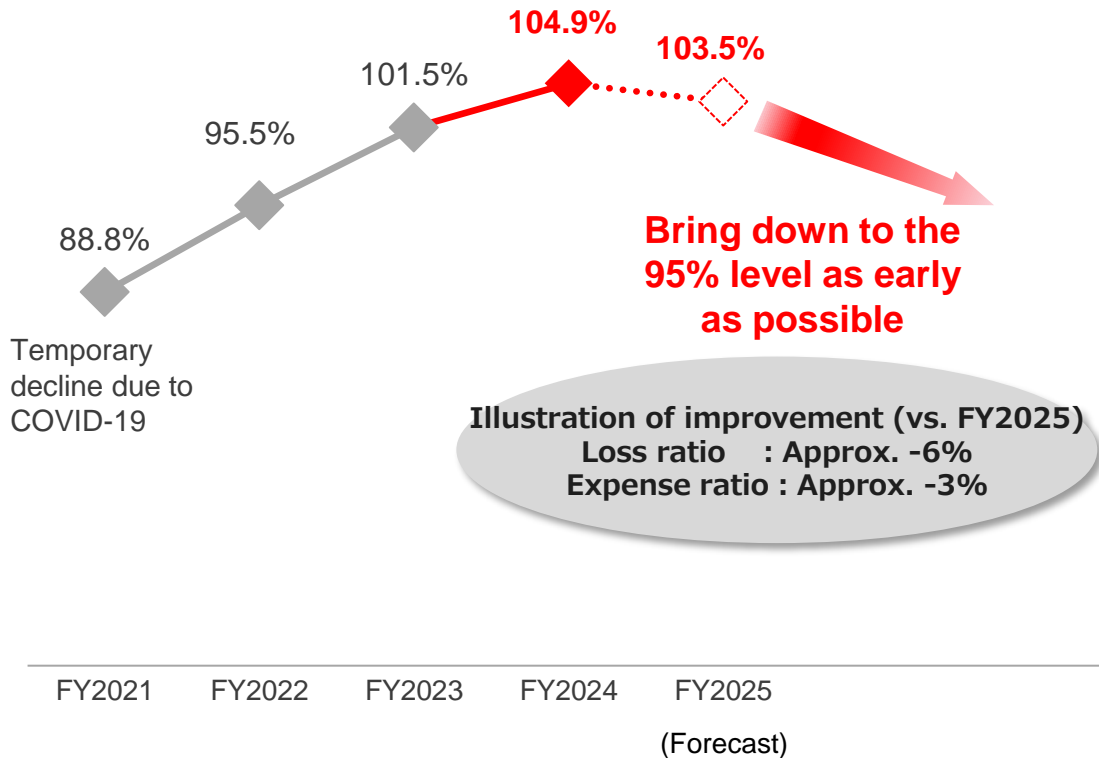 104.9%
103.5%
101.5%
95.5%
88.8%
Temporary
decline due to
COVID-19
Bring down to the
95% level as early
as possible
Illustration of improvement (vs. FY2025)
Loss ratio : Approx. -6%
Expense ratio : Approx. -3%
FY2021 FY2022 FY2023 FY2024 FY2025
(Forecast)